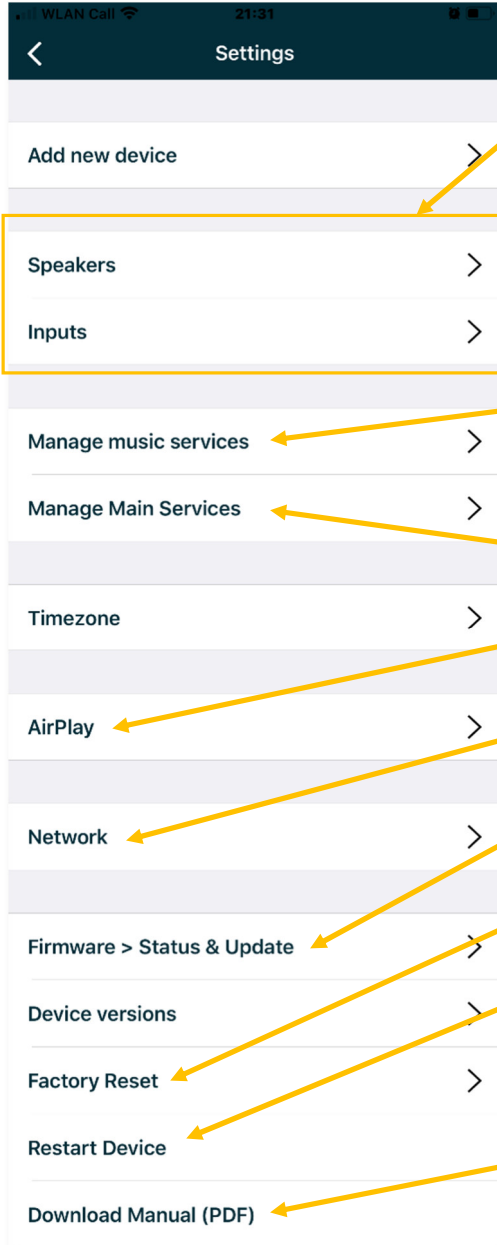 WLAN Call 21:31
Settings
Add new device
Speakers
Inputs
Manage music services
Manage Main Services
Timezone
AirPlay
Network
Firmware > Status & Update
Device versions
Factory Reset
Restart Device
Download Manual (PDF)